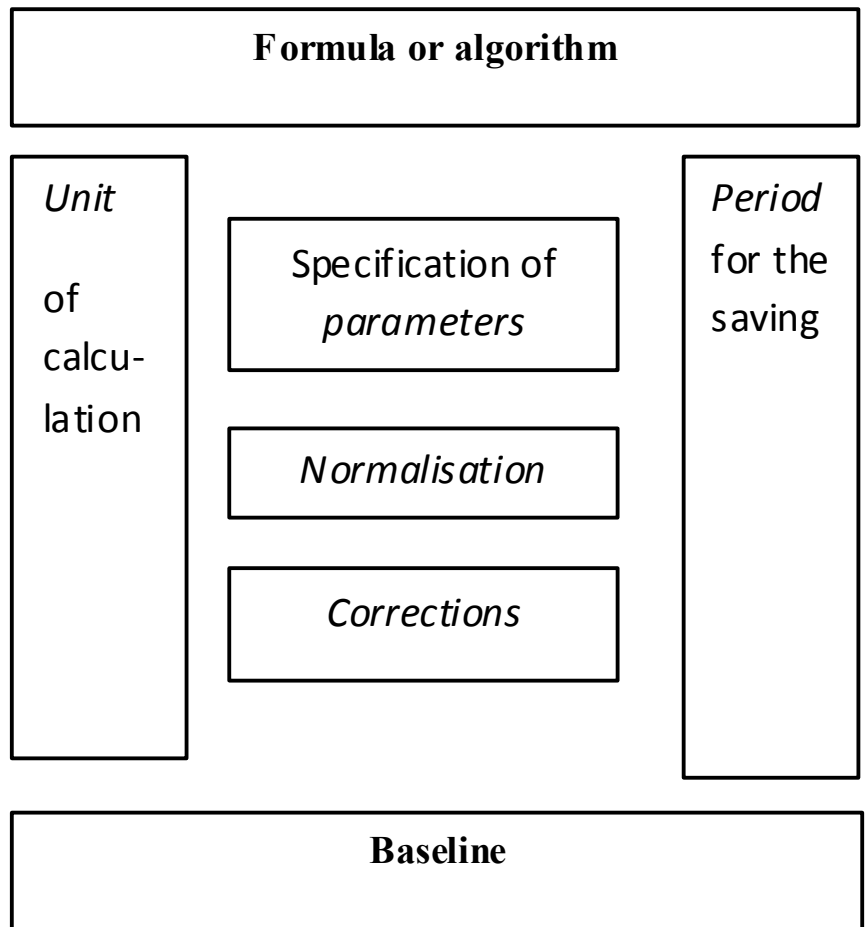 Formula or algorithm
Unit
of
calcu-
lation
Specification of
parameters
Normalisation
Corrections
Period
for the
saving
Baseline